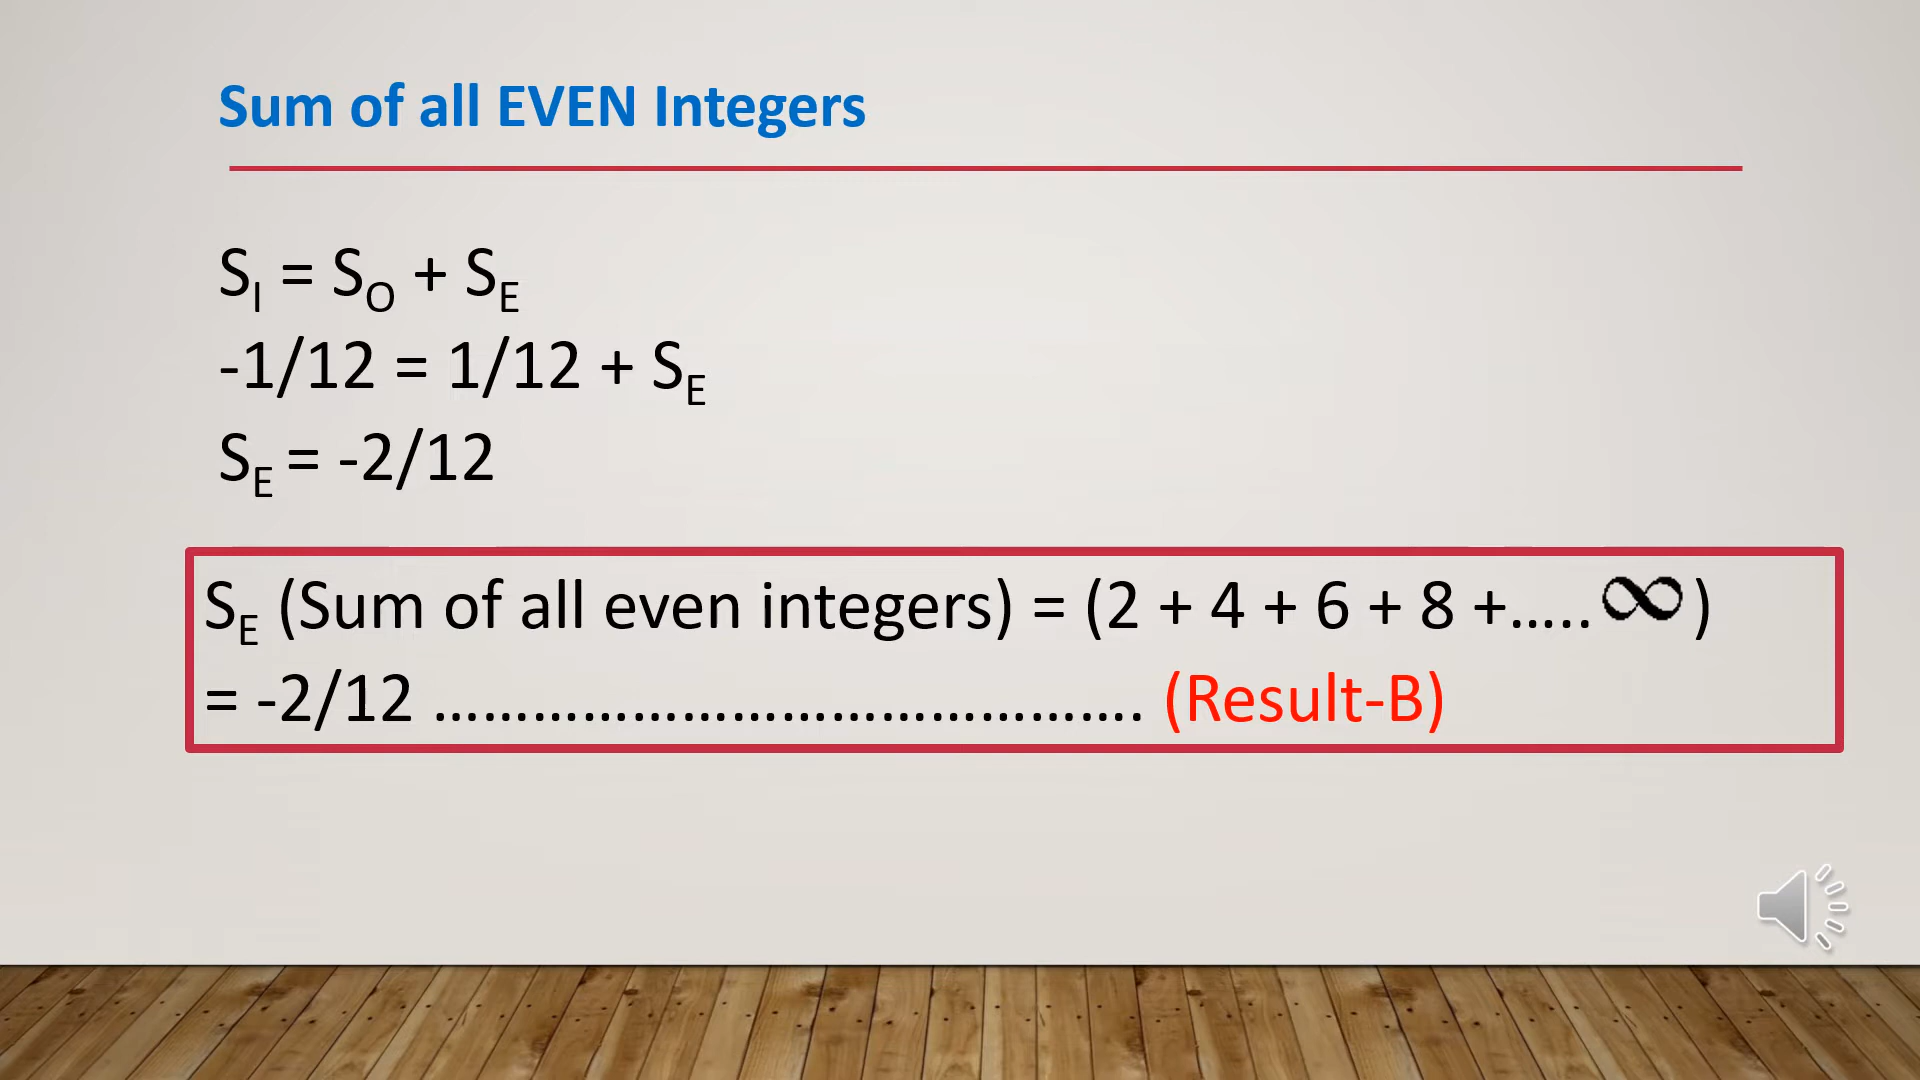 Sum of all EVEN Integers
S_I = S_O + S_E
-1/12 = 1/12 + S_E
S_E = -2/12
S_E (Sum of all even integers) = (2 + 4 + 6 + 8 +.....∞)
= -2/12 ............................................ (Result-B)